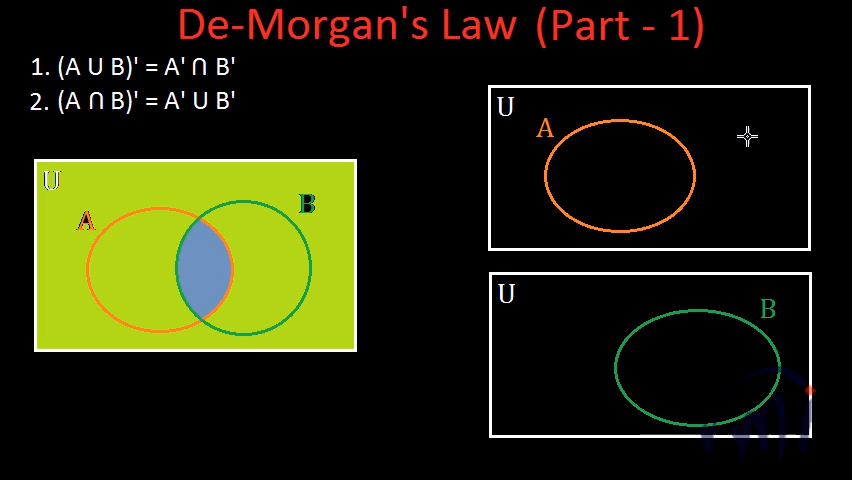 De-Morgan's Law (Part - 1)
1. (A U B)' = A' ∩ B'
2. (A ∩ B)' = A' U B'
U
A
B
U
A
U
B